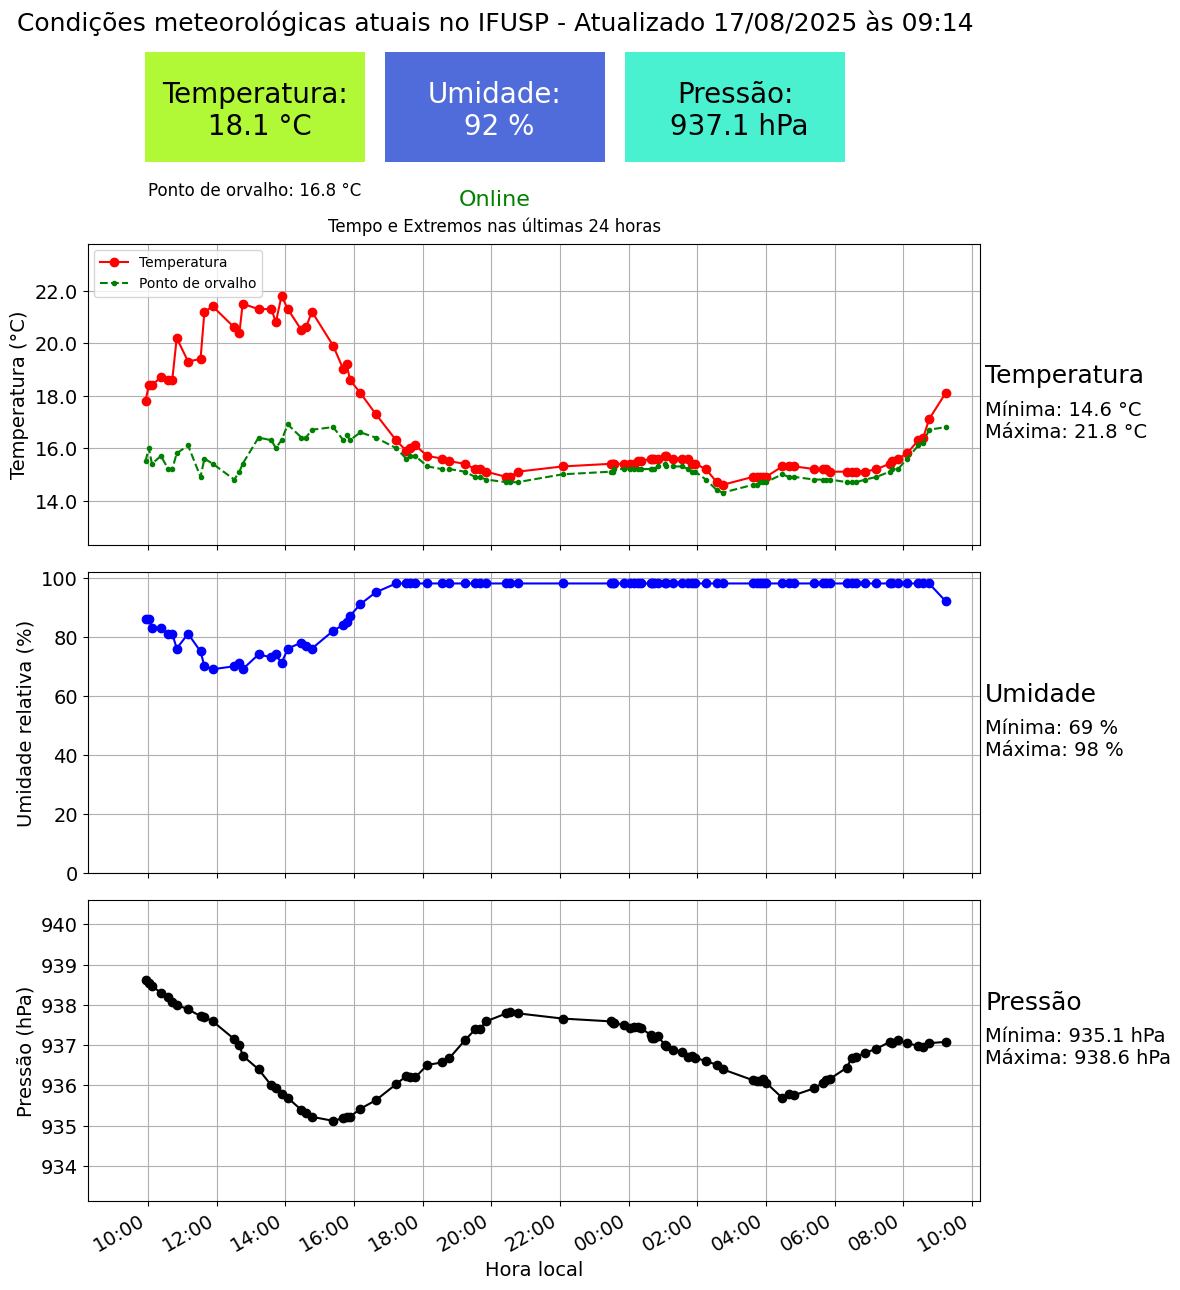 Condições meteorológicas atuais no IFUSP - Atualizado 17/08/2025 às 09:14
Temperatura:
18.1 °C
Umidade:
92 %
Pressão:
937.1 hPa
Ponto de orvalho: 16.8 °C
Online
Tempo e Extremos nas últimas 24 horas
Temperatura
Ponto de orvalho
Temperatura (°C)
22.0
20.0
18.0
16.0
14.0
Temperatura
Mínima: 14.6 °C
Máxima: 21.8 °C
Umidade relativa (%)
100
80
60
40
20
0
Umidade
Mínima: 69 %
Máxima: 98 %
Pressão (hPa)
940
939
938
937
936
935
934
Pressão
Mínima: 935.1 hPa
Máxima: 938.6 hPa
10:00
12:00
14:00
16:00
18:00
20:00
22:00
00:00
02:00
04:00
06:00
08:00
10:00
Hora local